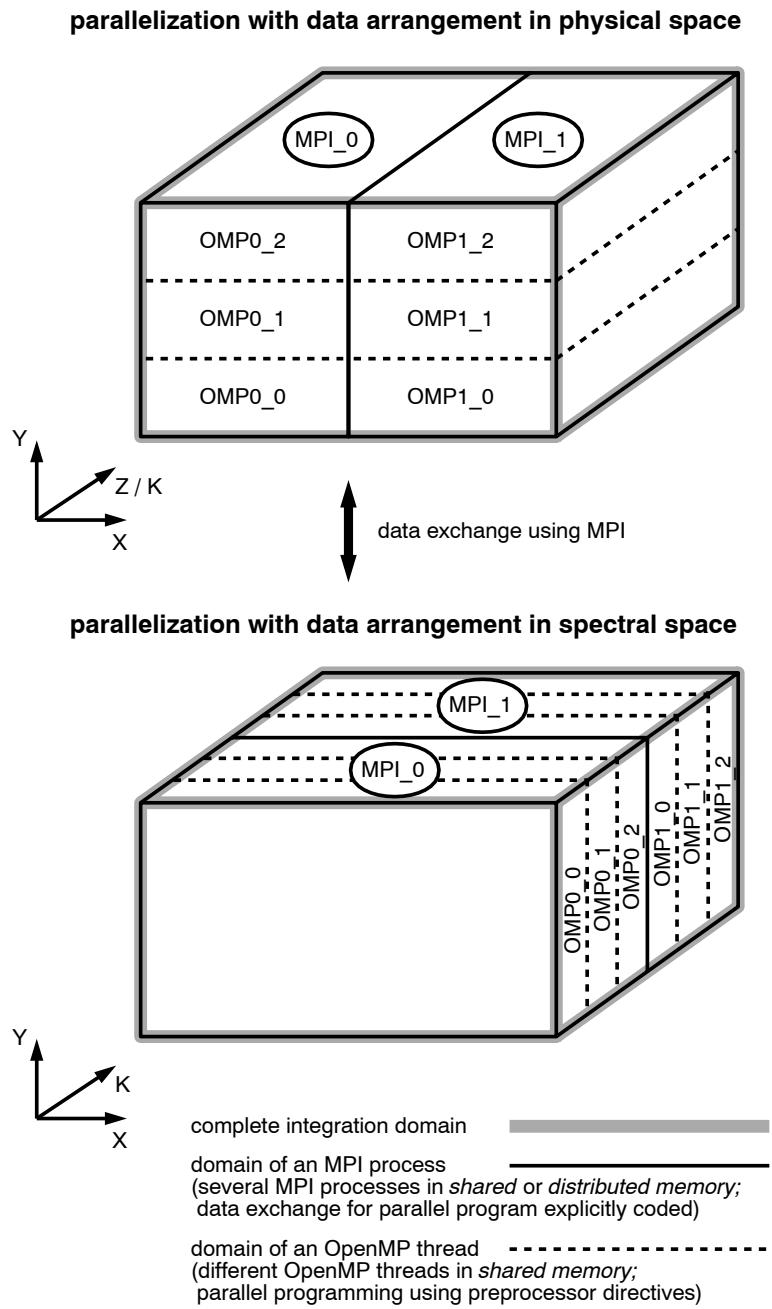 parallelization with data arrangement in physical space
MPI_0 MPI_1
OMP0_2 OMP1_2
OMP0_1 OMP1_1
OMP0_0 OMP1_0
Y
Z / K
X
data exchange using MPI
parallelization with data arrangement in spectral space
MPI_1
MPI_0
OMP0_0
OMP0_1
OMP0_2
OMP1_0
OMP1_1
OMP1_2
Y
K
X
complete integration domain
domain of an MPI process
(several MPI processes in shared or distributed memory;
data exchange for parallel program explicitly coded)
domain of an OpenMP thread
(different OpenMP threads in shared memory;
parallel programming using preprocessor directives)